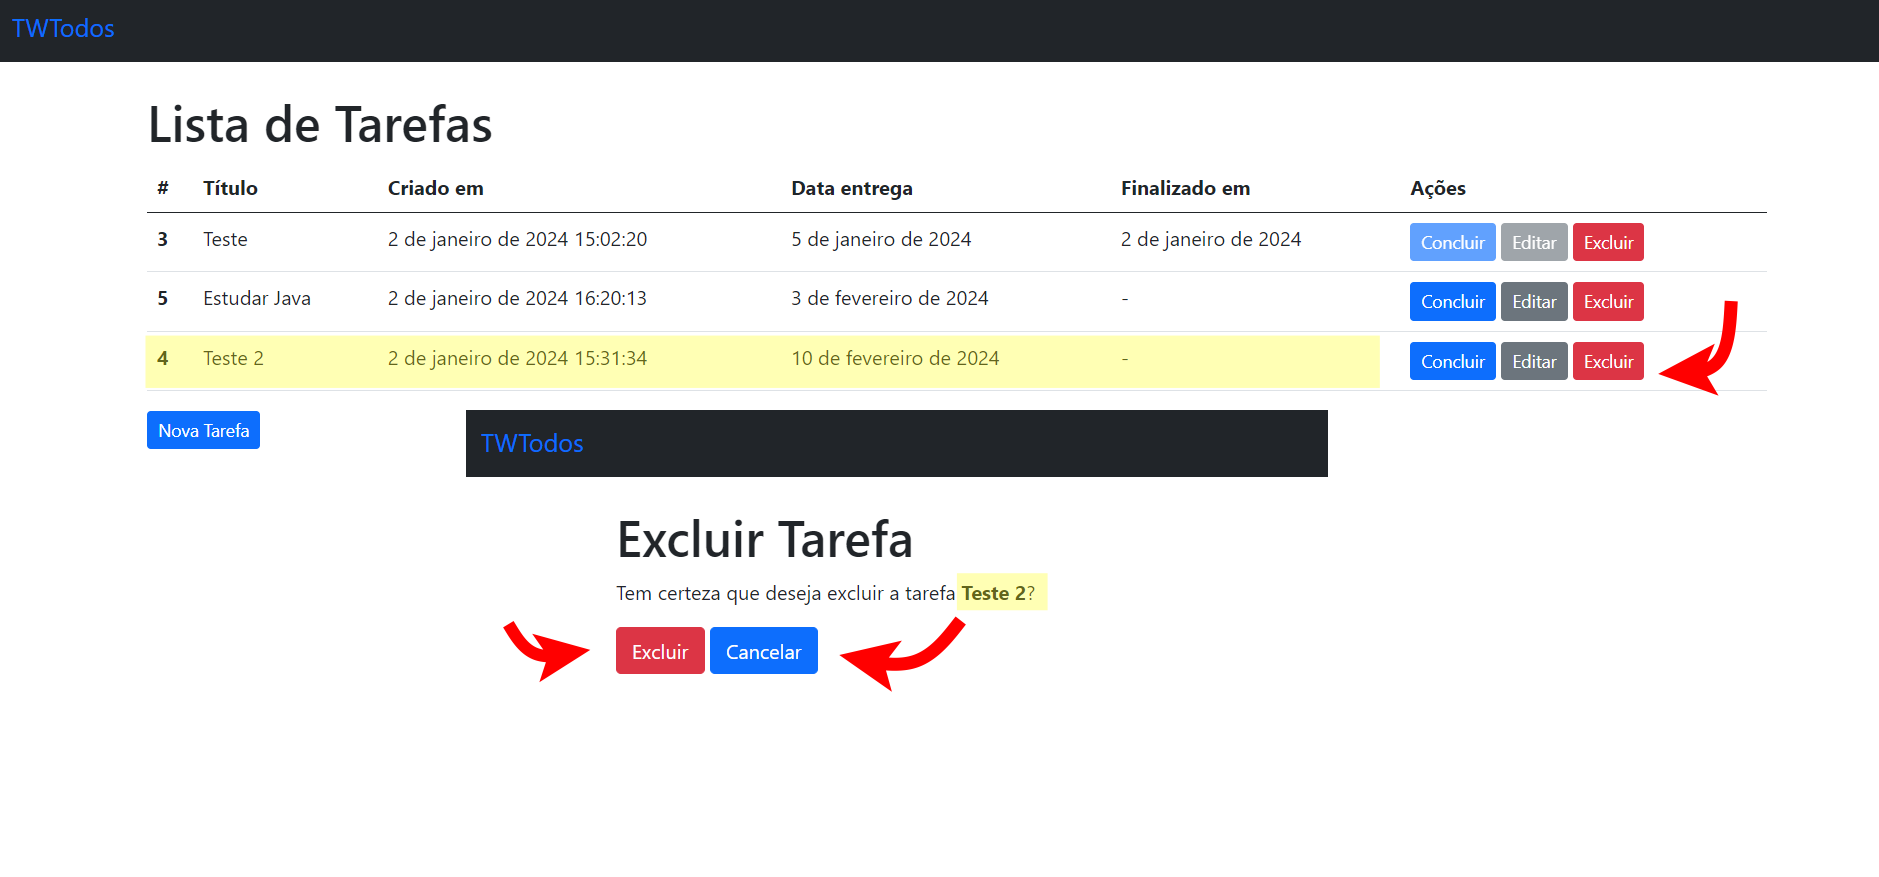 TWTodos
Lista de Tarefas
# Título Criado em Data entrega Finalizado em Ações
3 Teste 2 de janeiro de 2024 15:02:20 5 de janeiro de 2024 2 de janeiro de 2024 Concluir Editar Excluir
5 Estudar Java 2 de janeiro de 2024 16:20:13 3 de fevereiro de 2024 - Concluir Editar Excluir
4 Teste 2 2 de janeiro de 2024 15:31:34 10 de fevereiro de 2024 - Concluir Editar Excluir
Nova Tarefa
TWTodos
Excluir Tarefa
Tem certeza que deseja excluir a tarefa Teste 2?
Excluir Cancelar